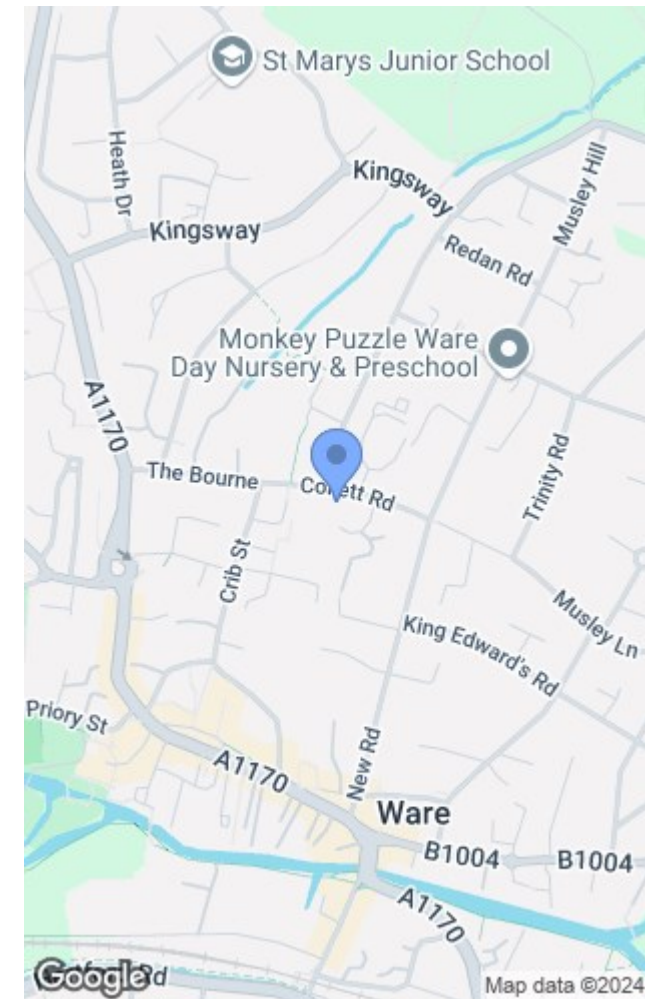 St Marys Junior School
Heath Dr
Kingsway
Kingsway
Musley Hill
Redan Rd
Monkey Puzzle Ware
Day Nursery & Preschool
A1170
The Bourne
Collett Rd
Trinity Rd
Crib St
Musley Ln
King Edward's Rd
Priory St
A1170
New Rd
Ware
B1004
B1004
A1170
Rd
Google
Map data ©2024